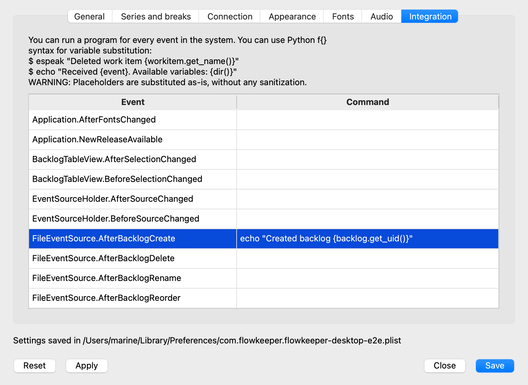 General Series and breaks Connection Appearance Fonts Audio Integration
You can run a program for every event in the system. You can use Python f{}
syntax for variable substitution:
$ espeak "Deleted work item {workitem.get_name()}"
$ echo "Received {event}. Available variables: {dir()}"
WARNING: Placeholders are substituted as-is, without any sanitization.
Event Command
Application.AfterFontsChanged
Application.NewReleaseAvailable
BacklogTableView.AfterSelectionChanged
BacklogTableView.BeforeSelectionChanged
EventSourceHolder.AfterSourceChanged
EventSourceHolder.BeforeSourceChanged
FileEventSource.AfterBacklogCreate echo "Created backlog {backlog.get_uid()}"
FileEventSource.AfterBacklogDelete
FileEventSource.AfterBacklogRename
FileEventSource.AfterBacklogReorder
Settings saved in /Users/marine/Library/Preferences/com.flowkeeper.flowkeeper-desktop-e2e.plist
Reset Apply Close Save